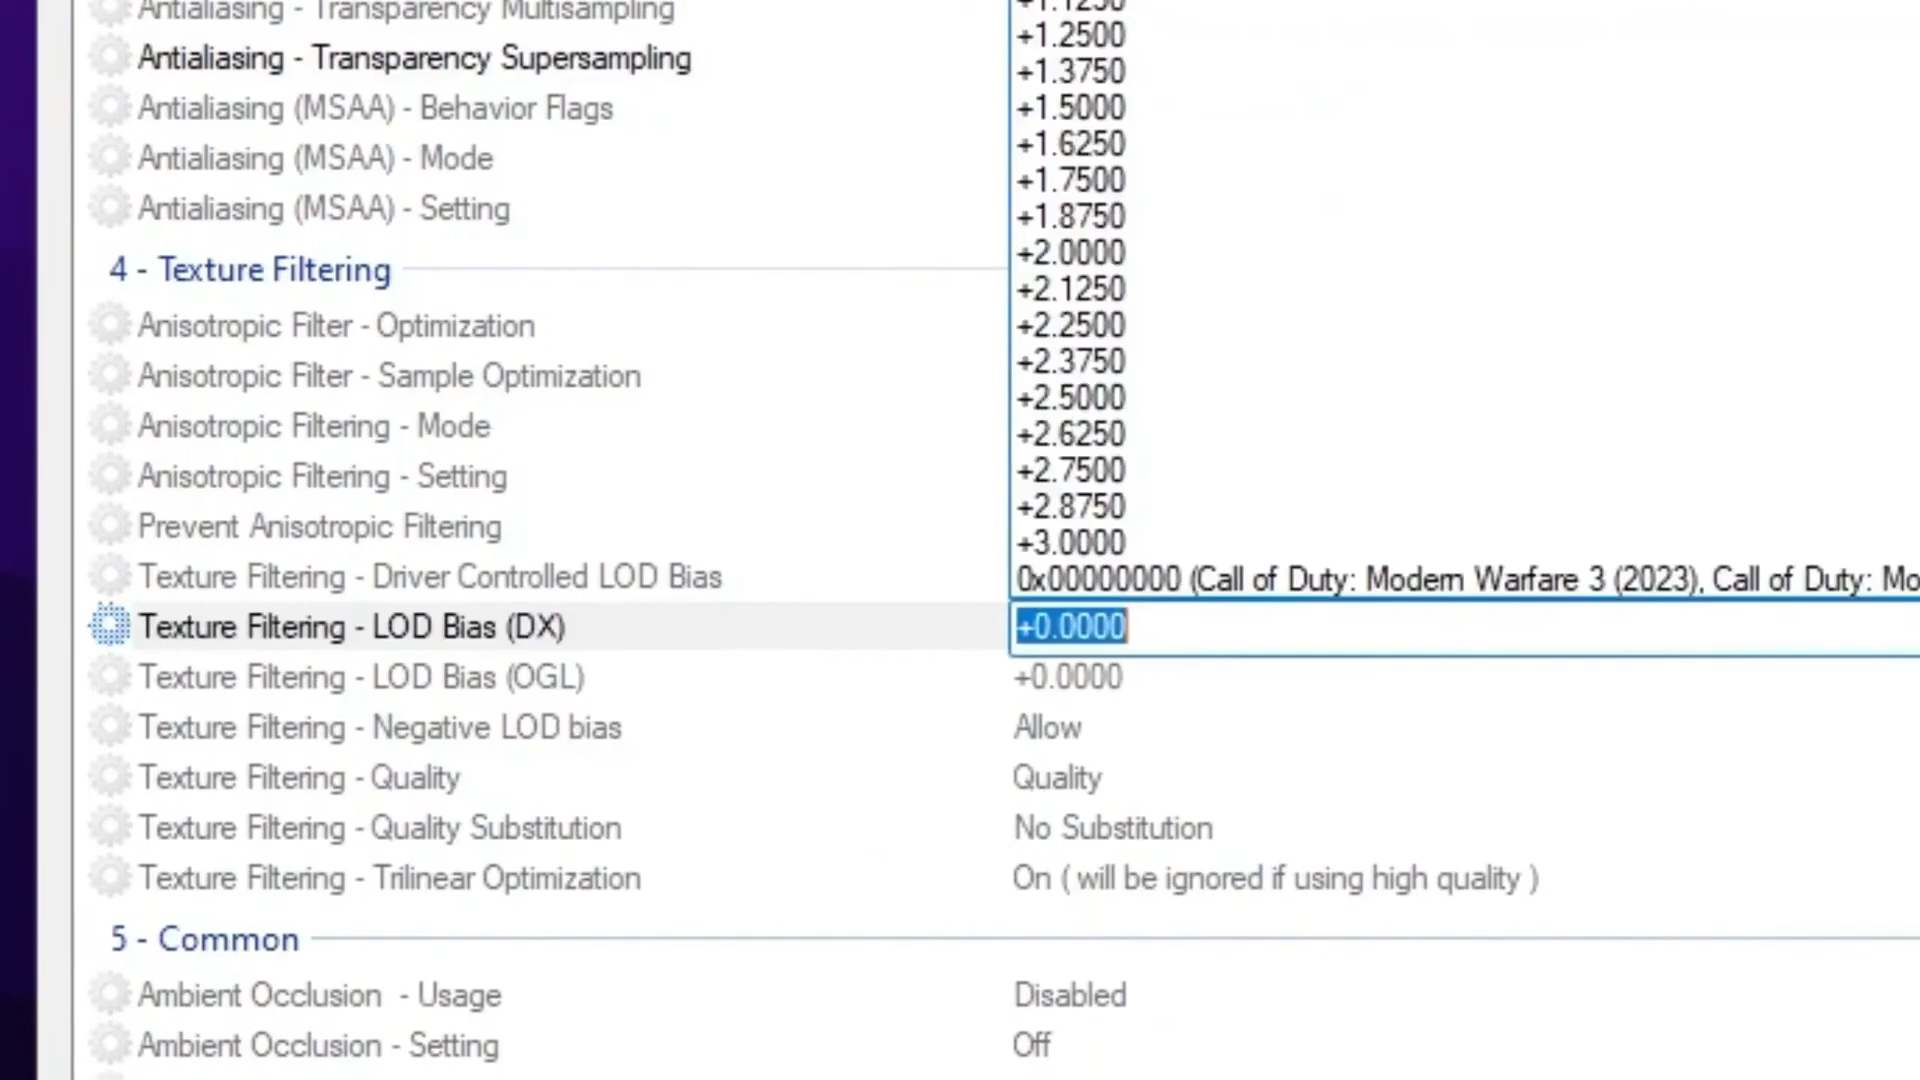 Antialiasing - Transparency Multisampling
+1.1250
Antialiasing - Transparency Supersampling
+1.2500
+1.3750
Antialiasing (MSAA) - Behavior Flags
+1.5000
Antialiasing (MSAA) - Mode
+1.6250
+1.7500
Antialiasing (MSAA) - Setting
+1.8750
+2.0000
4 - Texture Filtering
+2.1250
Anisotropic Filter - Optimization
+2.2500
+2.3750
Anisotropic Filter - Sample Optimization
+2.5000
Anisotropic Filtering - Mode
+2.6250
Anisotropic Filtering - Setting
+2.7500
+2.8750
Prevent Anisotropic Filtering
+3.0000
Texture Filtering - Driver Controlled LOD Bias
0x00000000 (Call of Duty: Modern Warfare 3 (2023), Call of Duty: Mo
Texture Filtering - LOD Bias (DX) +0.0000
Texture Filtering - LOD Bias (OGL) +0.0000
Texture Filtering - Negative LOD bias Allow
Texture Filtering - Quality Quality
Texture Filtering - Quality Substitution No Substitution
Texture Filtering - Trilinear Optimization On ( will be ignored if using high quality )
5 - Common
Ambient Occlusion - Usage Disabled
Ambient Occlusion - Setting Off